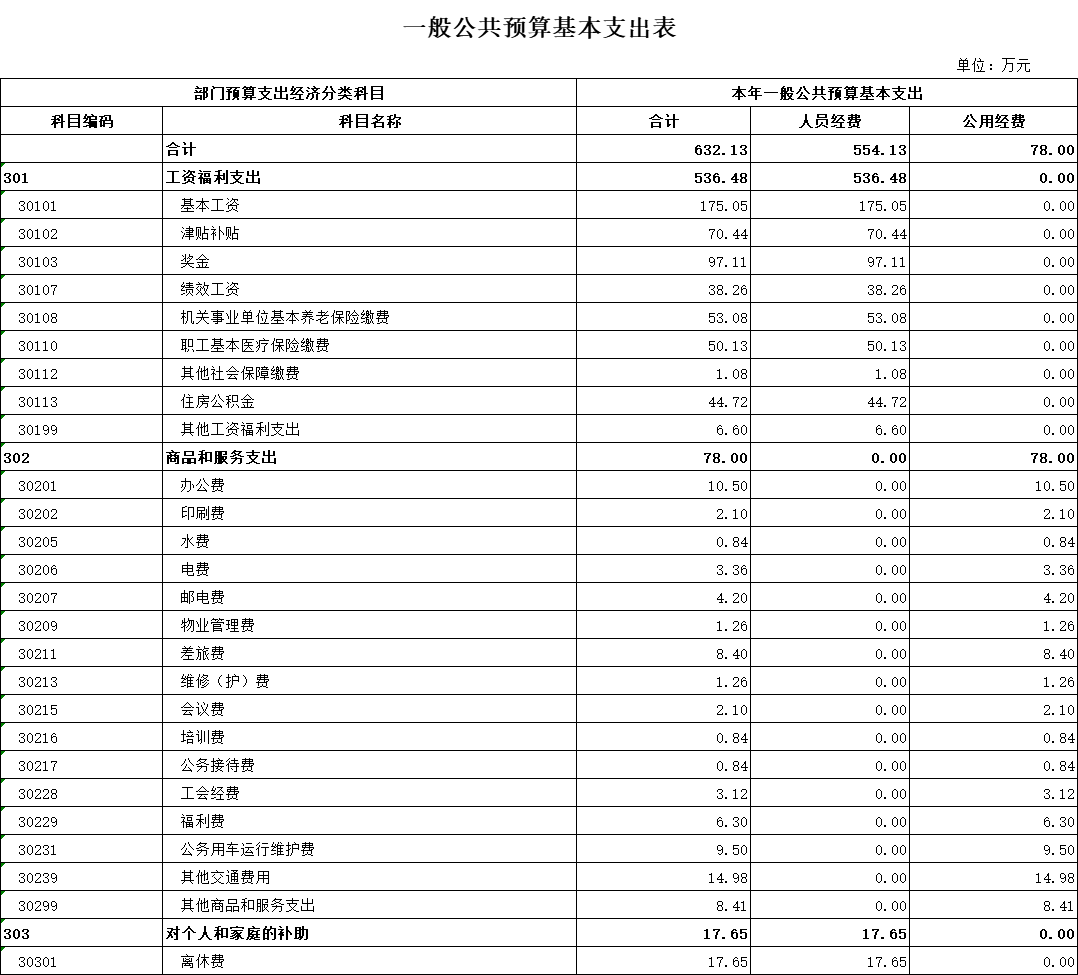 一般公共预算基本支出表
单位：万元
部门预算支出经济分类科目 本年一般公共预算基本支出
科目编码 科目名称 合计 人员经费 公用经费
合计 632.13 554.13 78.00
301 工资福利支出 536.48 536.48 0.00
30101 基本工资 175.05 175.05 0.00
30102 津贴补贴 70.44 70.44 0.00
30103 奖金 97.11 97.11 0.00
30107 绩效工资 38.26 38.26 0.00
30108 机关事业单位基本养老保险缴费 53.08 53.08 0.00
30110 职工基本医疗保险缴费 50.13 50.13 0.00
30112 其他社会保障缴费 1.08 1.08 0.00
30113 住房公积金 44.72 44.72 0.00
30199 其他工资福利支出 6.60 6.60 0.00
302 商品和服务支出 78.00 0.00 78.00
30201 办公费 10.50 0.00 10.50
30202 印刷费 2.10 0.00 2.10
30205 水费 0.84 0.00 0.84
30206 电费 3.36 0.00 3.36
30207 邮电费 4.20 0.00 4.20
30209 物业管理费 1.26 0.00 1.26
30211 差旅费 8.40 0.00 8.40
30213 维修（护）费 1.26 0.00 1.26
30215 会议费 2.10 0.00 2.10
30216 培训费 0.84 0.00 0.84
30217 公务接待费 0.84 0.00 0.84
30228 工会经费 3.12 0.00 3.12
30229 福利费 6.30 0.00 6.30
30231 公务用车运行维护费 9.50 0.00 9.50
30239 其他交通费用 14.98 0.00 14.98
30299 其他商品和服务支出 8.41 0.00 8.41
303 对个人和家庭的补助 17.65 17.65 0.00
30301 离休费 17.65 17.65 0.00